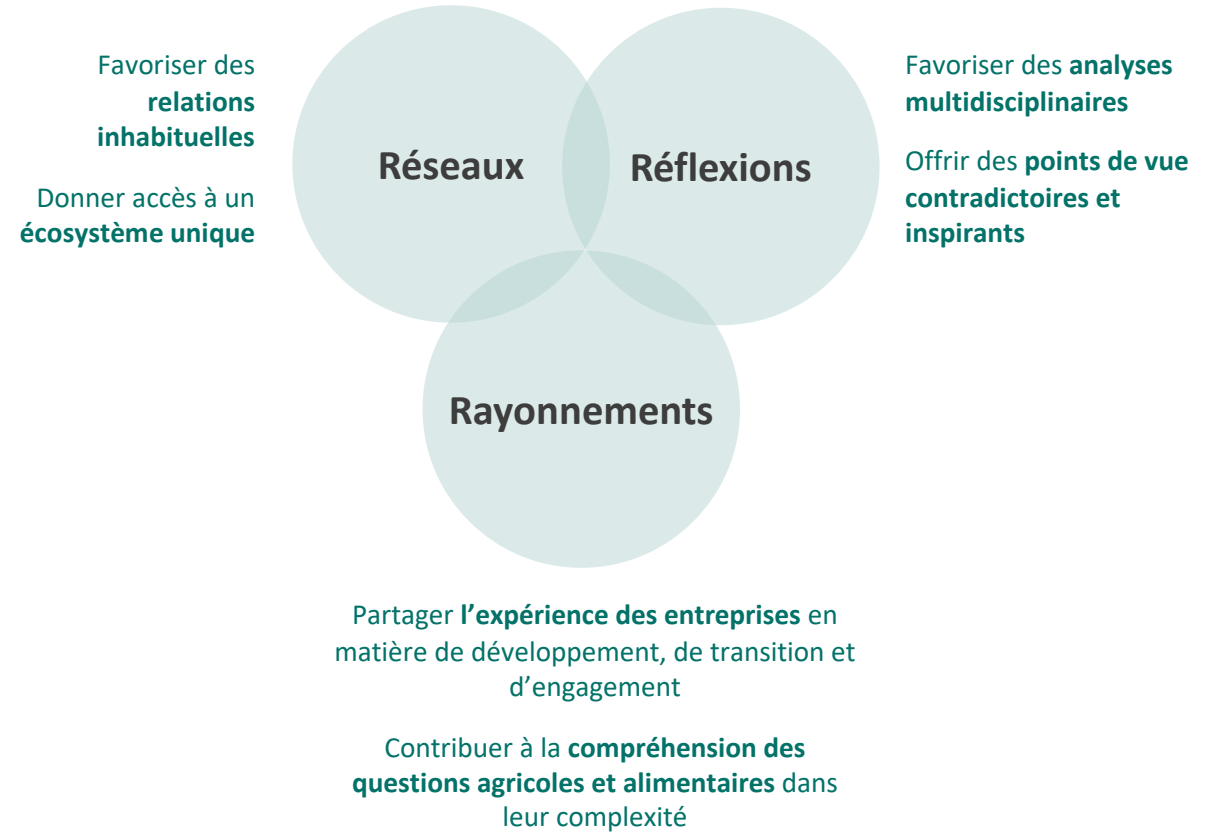 Favoriser des
relations
inhabituelles
Donner accès à un
écosystème unique
Réseaux
Réflexions
Favoriser des analyses
multidisciplinaires
Offrir des points de vue
contradictoires et
inspirants
Rayonnements
Partager l’expérience des entreprises en
matière de développement, de transition et
d’engagement
Contribuer à la compréhension des
questions agricoles et alimentaires dans
leur complexité